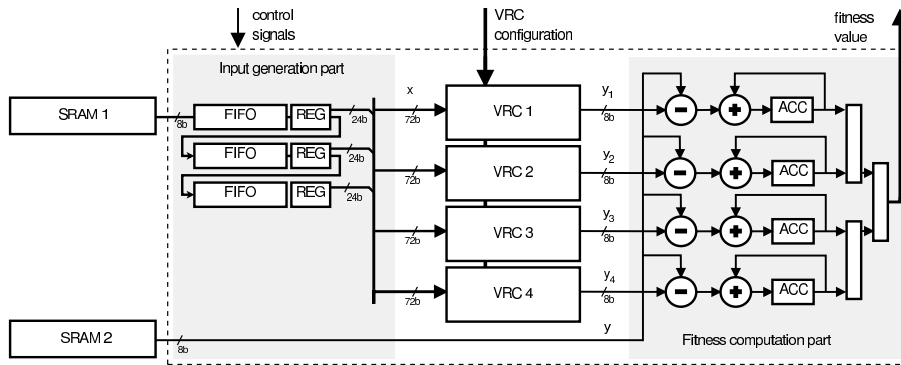 control
signals
VRC
configuration
fitness
value
Input generation part
SRAM 1
8b
FIFO
REG
24b
FIFO
REG
24b
FIFO
REG
24b
x
72b
72b
72b
72b
VRC 1
VRC 2
VRC 3
VRC 4
y1
8b
y2
8b
y3
8b
y4
8b
ACC
ACC
ACC
ACC
SRAM 2
8b
y
Fitness computation part